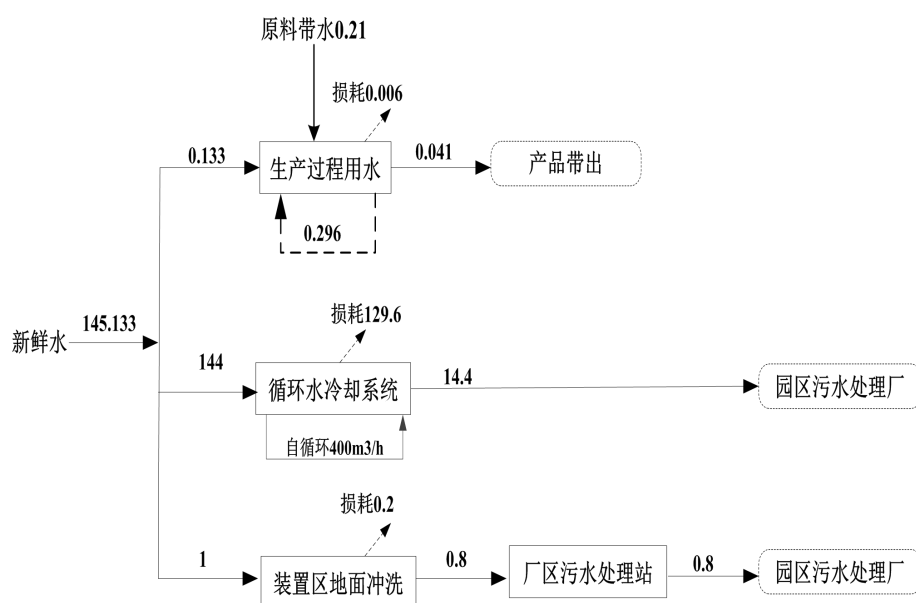 原料带水0.21
损耗0.006
0.133
生产过程用水
0.041
产品带出
0.296
新鲜水
145.133
损耗129.6
144
循环水冷却系统
14.4
园区污水处理厂
自循环400m3/h
损耗0.2
1
装置区地面冲洗
0.8
厂区污水处理站
0.8
园区污水处理厂